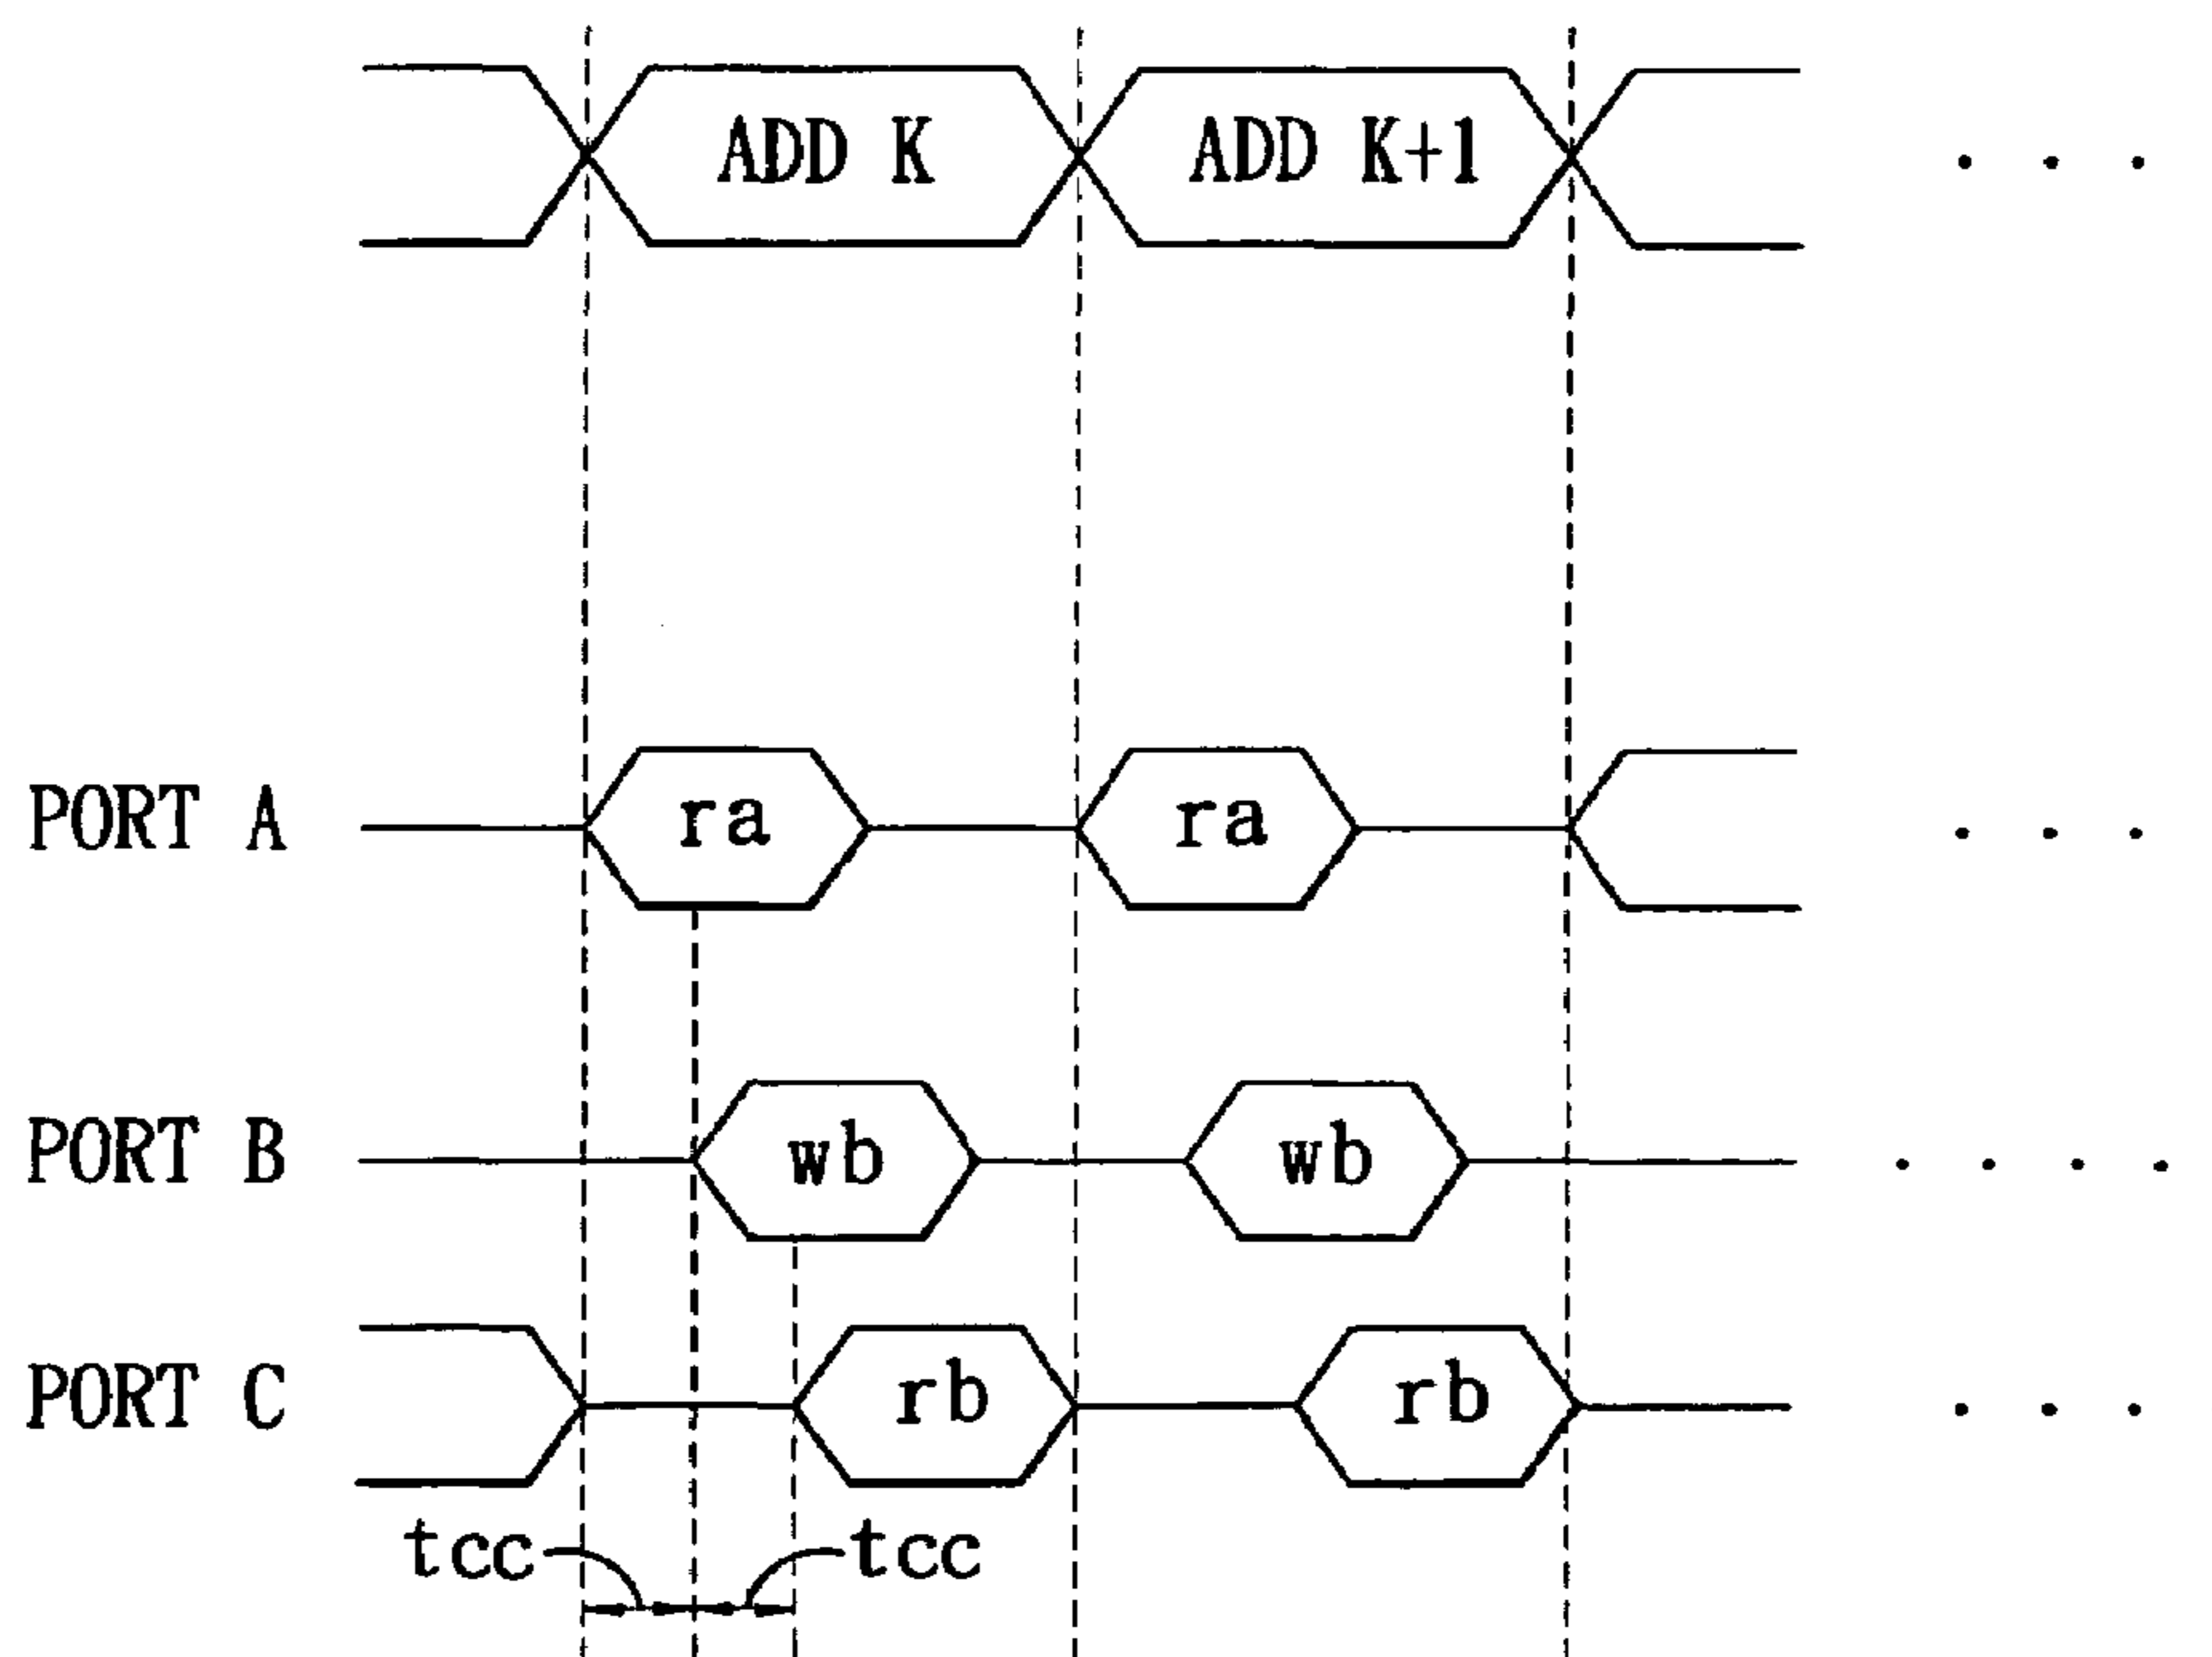 ADD K ADD K+1 . . .
PORT A ra ra . . .
PORT B wb wb . . . .
PORT C rb rb . . .
tcc tcc